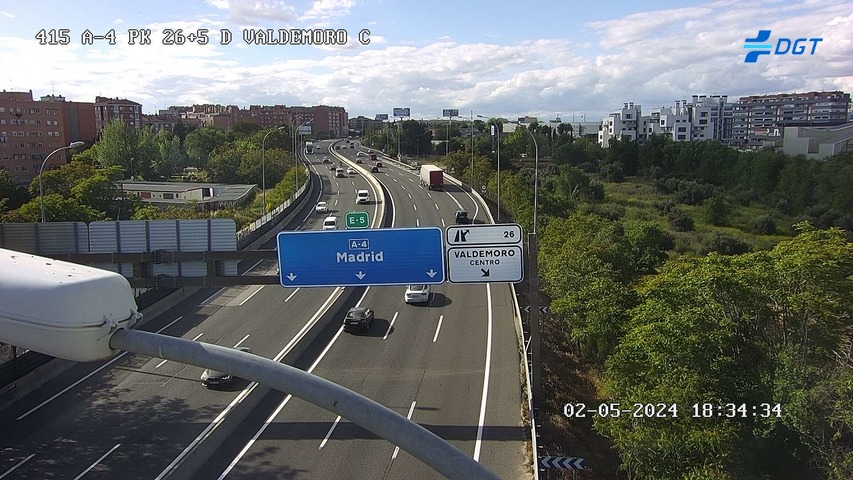 415 A-4 PK 26+5 D VALDEMORO C
DGT
E-5
A-4
Madrid
26
VALDEMORO
CENTRO
02-05-2024 18:34:34